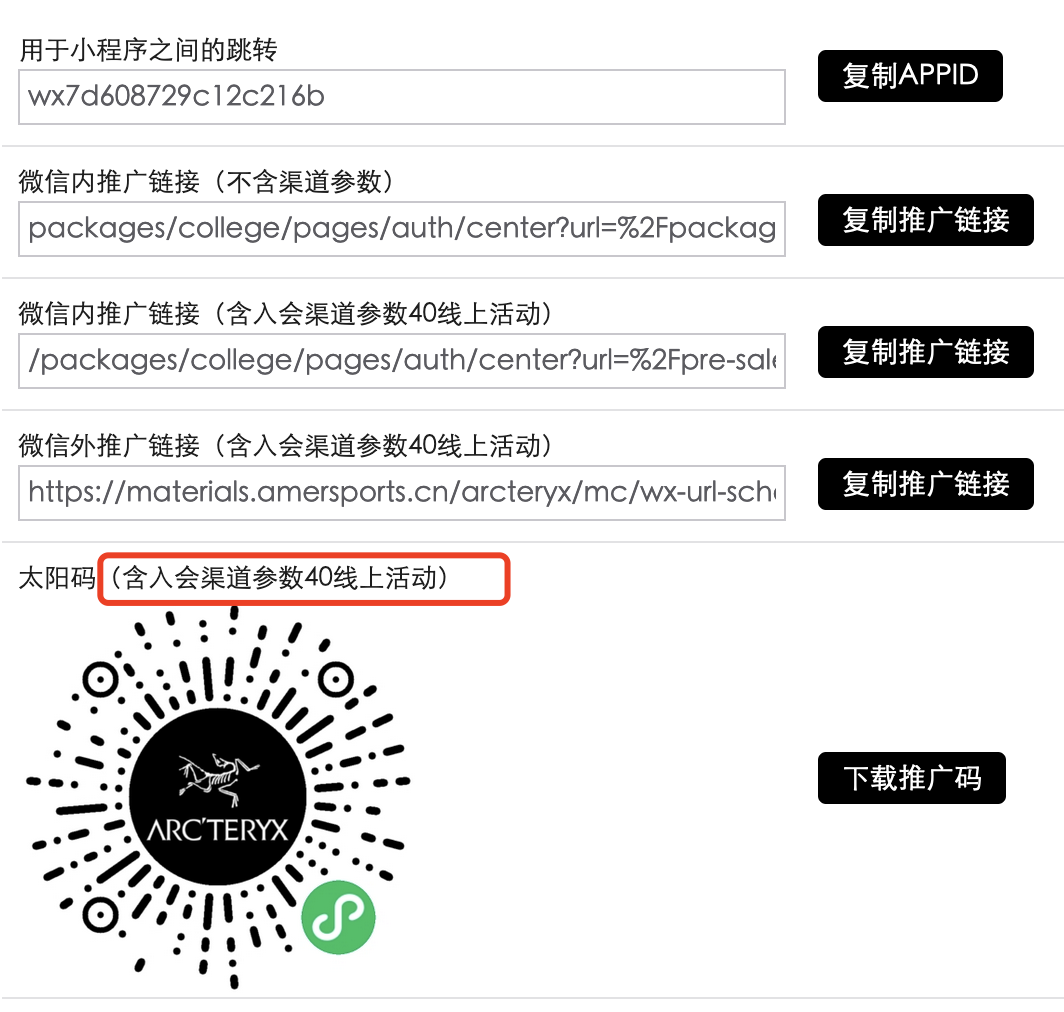 用于小程序之间的跳转
wx7d608729c12c216b
复制APPID
微信内推广链接（不含渠道参数）
packages/college/pages/auth/center?url=%2Fpackag
复制推广链接
微信内推广链接（含入会渠道参数40线上活动）
/packages/college/pages/auth/center?url=%2Fpre-sale
复制推广链接
微信外推广链接（含入会渠道参数40线上活动）
https://materials.amersports.cn/arcteryx/mc/wx-url-sche
复制推广链接
太阳码（含入会渠道参数40线上活动）
ARC'TERYX
下载推广码